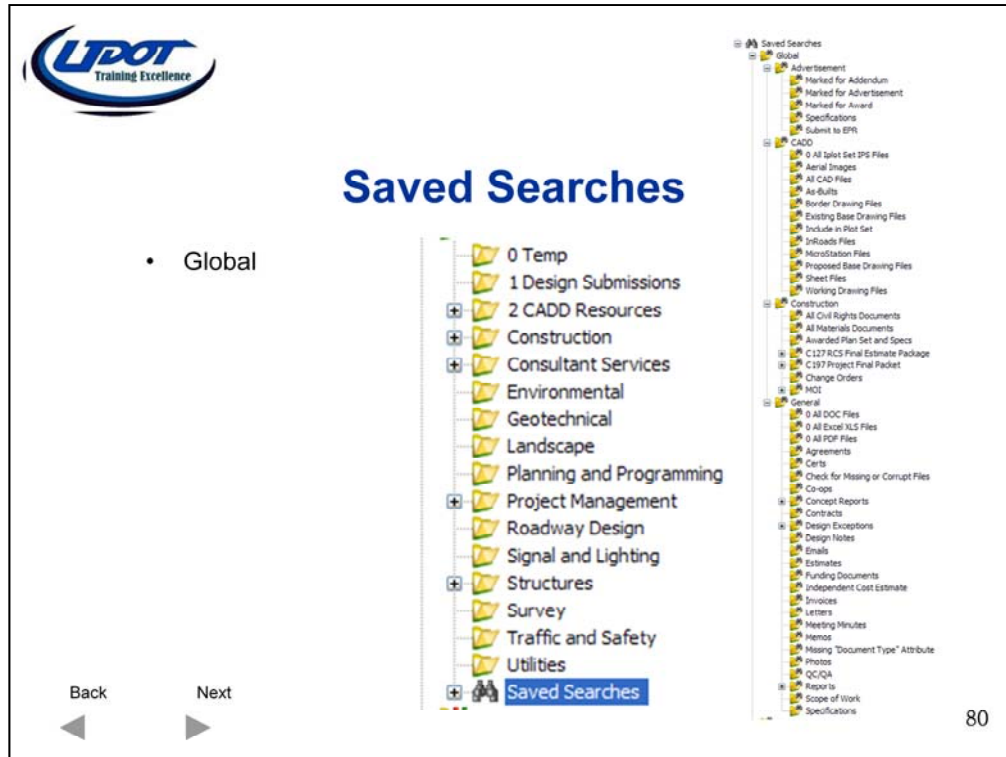 UDOT
Training Excellence
Saved Searches
• Global
0 Temp
1 Design Submissions
2 CADD Resources
Construction
Consultant Services
Environmental
Geotechnical
Landscape
Planning and Programming
Project Management
Roadway Design
Signal and Lighting
Structures
Survey
Traffic and Safety
Utilities
Saved Searches
Saved Searches
Global
Advertisement
Marked for Addendum
Marked for Advertisement
Marked for Award
Specifications
Submit to EPR
CADD
0 All Iplot Set IPS Files
Aerial Images
All CAD Files
As-Builts
Border Drawing Files
Existing Base Drawing Files
Include in Plot Set
InRoads Files
MicroStation Files
Proposed Base Drawing Files
Sheet Files
Working Drawing Files
Construction
All Civil Rights Documents
All Materials Documents
Awarded Plan Set and Specs
C127 RCS Final Estimate Package
C197 Project Final Packet
Change Orders
MOI
General
0 All DOC Files
0 All Excel XLS Files
0 All PDF Files
Agreements
Certs
Check for Missing or Corrupt Files
Co-ops
Concept Reports
Contracts
Design Exceptions
Design Notes
Emails
Estimates
Funding Documents
Independent Cost Estimate
Invoices
Letters
Meeting Minutes
Memos
Missing "Document Type" Attribute
Photos
QC/QA
Reports
Scope of Work
Specifications
Back Next
80